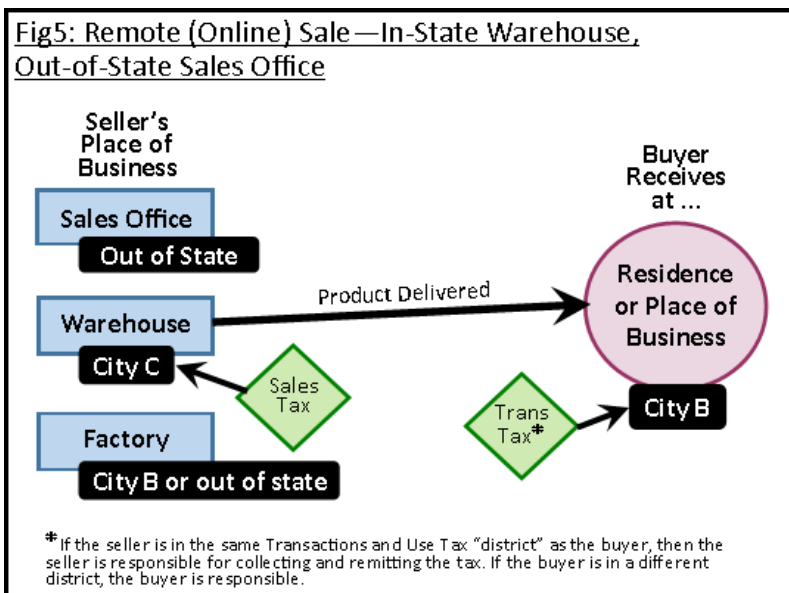 Fig5: Remote (Online) Sale—In-State Warehouse,
Out-of-State Sales Office
Seller's
Place of
Business
Buyer
Receives
at ...
Sales Office
Out of State
Product Delivered
Residence
or Place of
Business
Warehouse
City C
Sales
Tax
Trans
Tax*
City B
Factory
City B or out of state
*If the seller is in the same Transactions and Use Tax "district" as the buyer, then the
seller is responsible for collecting and remitting the tax. If the buyer is in a different
district, the buyer is responsible.